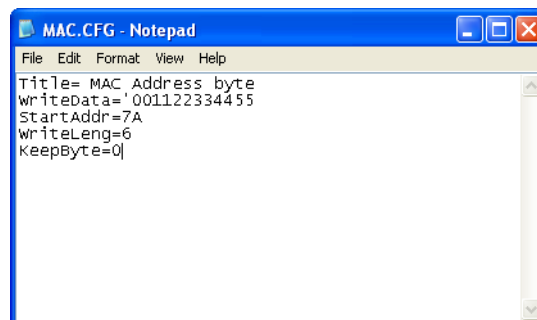 MAC.CFG - Notepad
File Edit Format View Help
Title= MAC Address byte
WriteData='001122334455
StartAddr=7A
WriteLeng=6
KeepByte=0